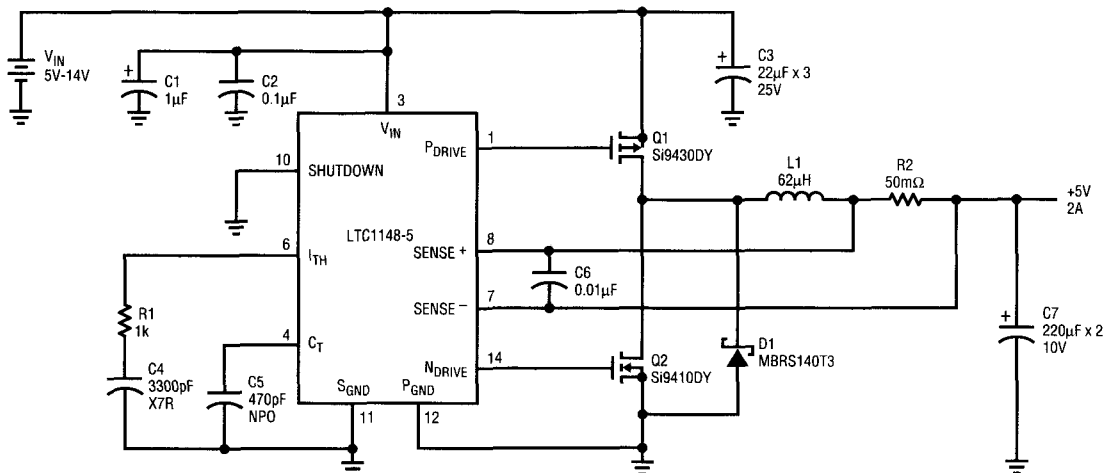 V_IN
5V-14V
+
C1
1µF
C2
0.1µF
+
C3
22µF x 3
25V
3
V_IN
P_DRIVE
1
Q1
Si9430DY
10
SHUTDOWN
L1
62µH
R2
50mΩ
+5V
2A
LTC1148-5
6
I_TH
SENSE +
8
C6
0.01µF
SENSE −
7
R1
1k
4
C_T
C4
3300pF
X7R
C5
470pF
NPO
N_DRIVE
14
Q2
Si9410DY
D1
MBRS140T3
+
C7
220µF x 2
10V
S_GND
P_GND
11
12